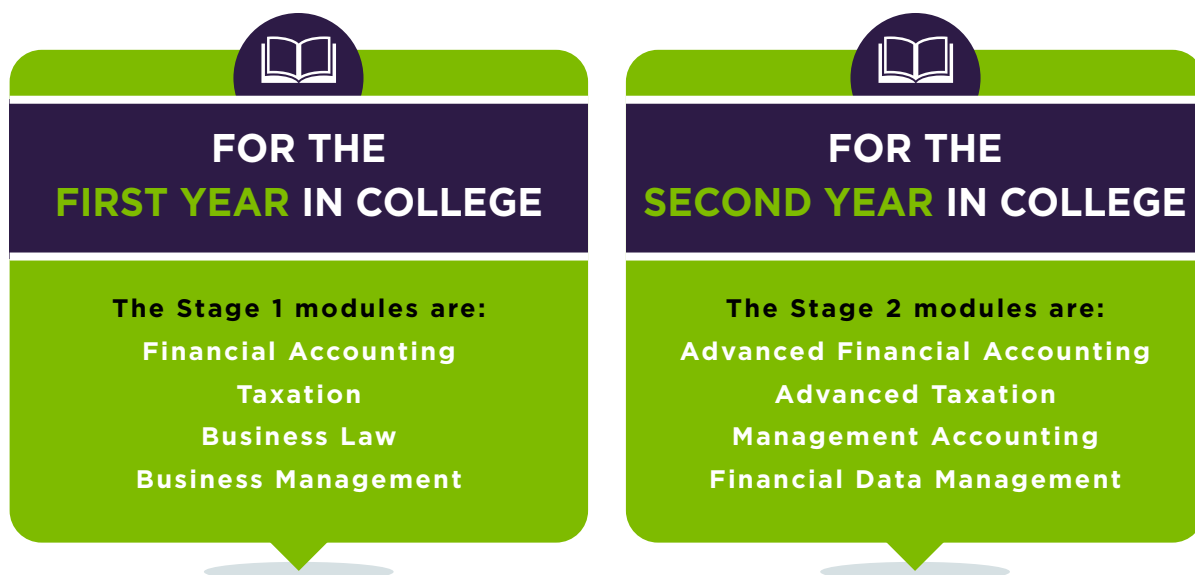 FOR THE
FIRST YEAR IN COLLEGE
The Stage 1 modules are:
Financial Accounting
Taxation
Business Law
Business Management
FOR THE
SECOND YEAR IN COLLEGE
The Stage 2 modules are:
Advanced Financial Accounting
Advanced Taxation
Management Accounting
Financial Data Management